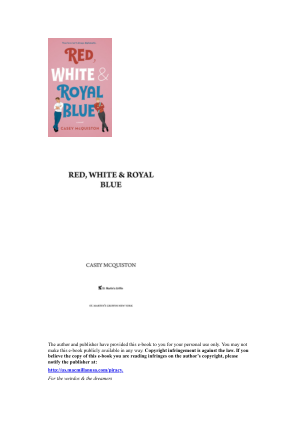 RED,
WHITE &
ROYAL
BLUE
CASEY McQUISTON
RED, WHITE & ROYAL
BLUE
CASEY MCQUISTON
ST. MARTIN'S GRIFFIN NEW YORK
The author and publisher have provided this e-book to you for your personal use only. You may not
make this e-book publicly available in any way. Copyright infringement is against the law. If you
believe the copy of this e-book you are reading infringes on the author's copyright, please
notify the publisher at:
http://us.macmillanusa.com/piracy.
For the weirdos & the dreamers